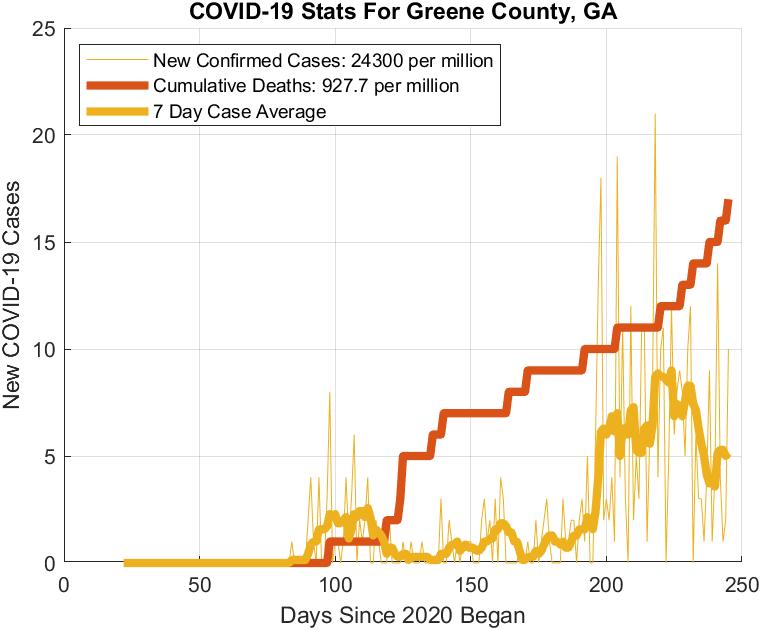 COVID-19 Stats For Greene County, GA
25
New Confirmed Cases: 24300 per million
Cumulative Deaths: 927.7 per million
7 Day Case Average
20
15
10
5
0
New COVID-19 Cases
0 50 100 150 200 250
Days Since 2020 Began